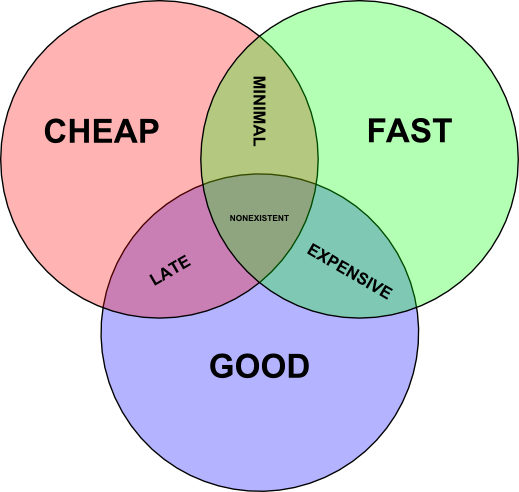 CHEAP
FAST
MINIMAL
NONEXISTENT
LATE
EXPENSIVE
GOOD